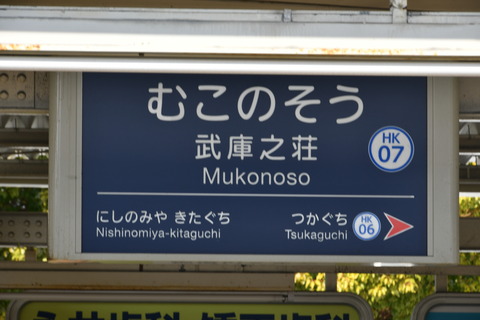 むこのそう
武庫之荘
HK
07
Mukonoso
にしのみや きたぐち
Nishinomiya-kitaguchi
つかぐち
Tsukaguchi
HK
06